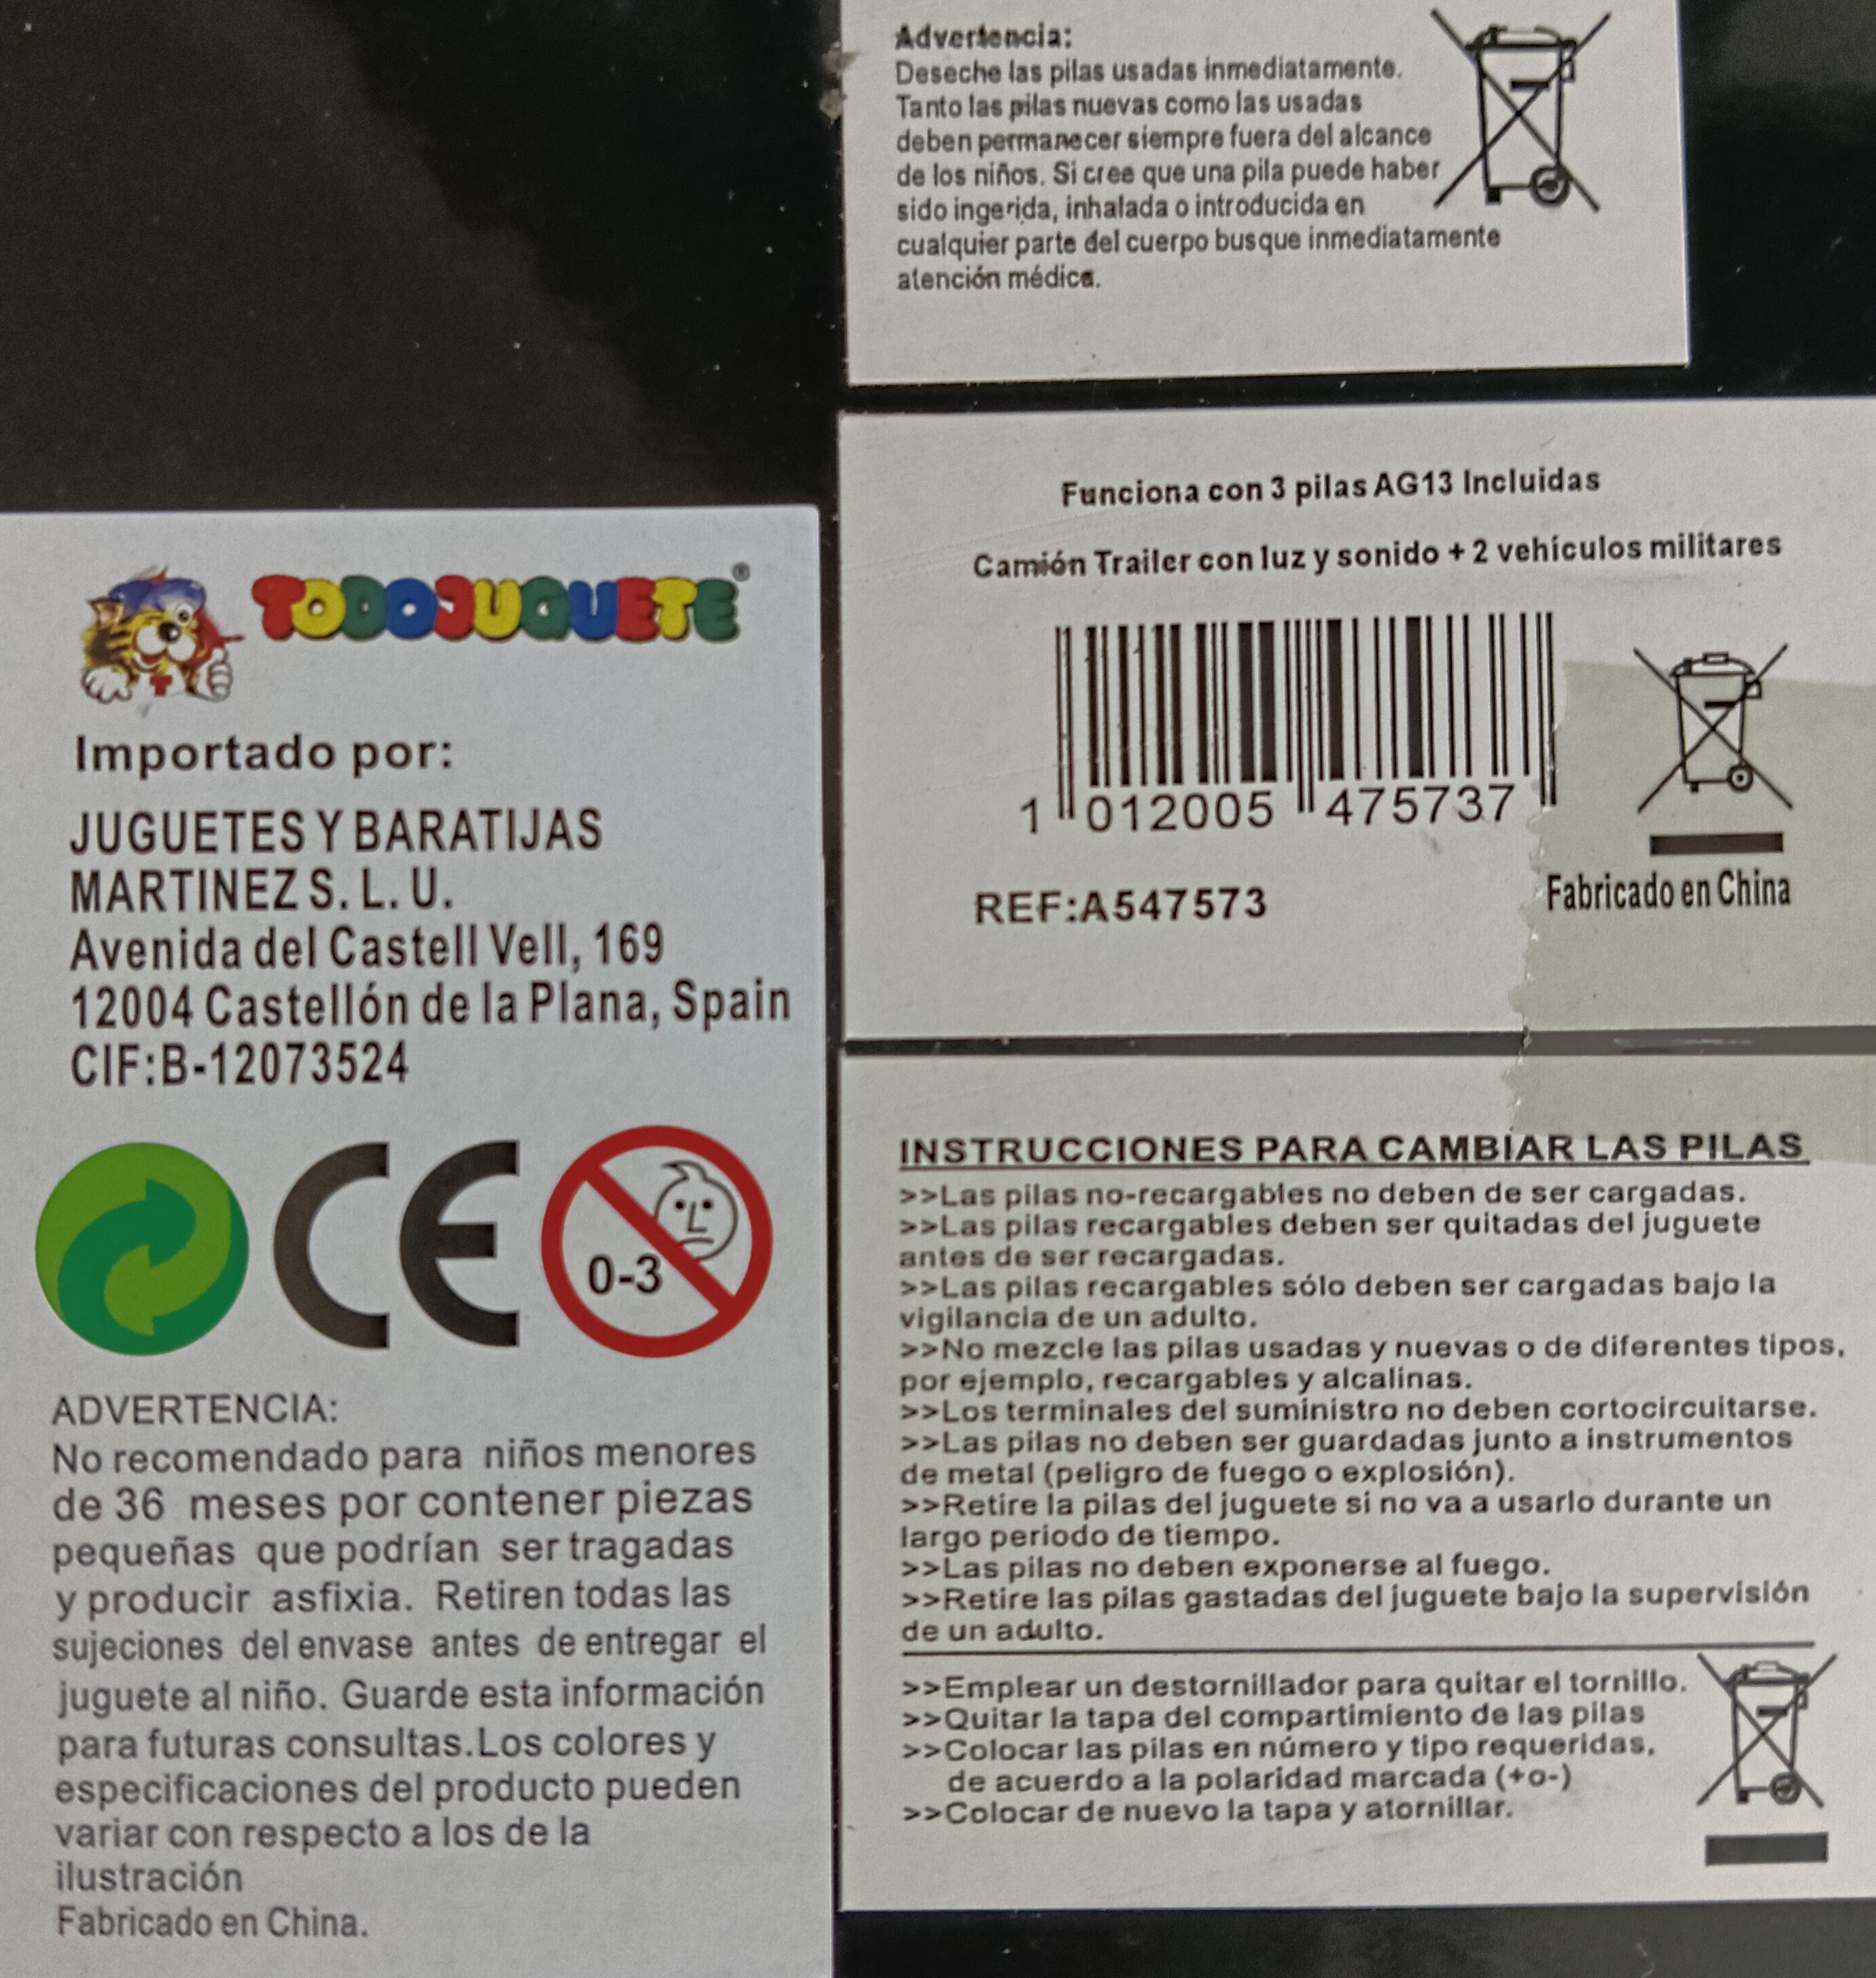 Advertencia:
Deseche las pilas usadas inmediatamente.
Tanto las pilas nuevas como las usadas
deben permanecer siempre fuera del alcance
de los niños. Si cree que una pila puede haber
sido ingerida, inhalada o introducida en
cualquier parte del cuerpo busque inmediatamente
atención médica.
Funciona con 3 pilas AG13 Incluidas
Camión Trailer con luz y sonido + 2 vehículos militares
1 012005 475737
REF:A547573
Fabricado en China
TODOJUGUETE®
Importado por:
JUGUETES Y BARATIJAS
MARTINEZ S. L. U.
Avenida del Castell Vell, 169
12004 Castellón de la Plana, Spain
CIF:B-12073524
CE
0-3
ADVERTENCIA:
No recomendado para niños menores
de 36 meses por contener piezas
pequeñas que podrían ser tragadas
y producir asfixia. Retiren todas las
sujeciones del envase antes de entregar el
juguete al niño. Guarde esta información
para futuras consultas.Los colores y
especificaciones del producto pueden
variar con respecto a los de la
ilustración
Fabricado en China.
INSTRUCCIONES PARA CAMBIAR LAS PILAS
>>Las pilas no-recargables no deben de ser cargadas.
>>Las pilas recargables deben ser quitadas del juguete
antes de ser recargadas.
>>Las pilas recargables sólo deben ser cargadas bajo la
vigilancia de un adulto.
>>No mezcle las pilas usadas y nuevas o de diferentes tipos,
por ejemplo, recargables y alcalinas.
>>Los terminales del suministro no deben cortocircuitarse.
>>Las pilas no deben ser guardadas junto a instrumentos
de metal (peligro de fuego o explosión).
>>Retire la pilas del juguete si no va a usarlo durante un
largo periodo de tiempo.
>>Las pilas no deben exponerse al fuego.
>>Retire las pilas gastadas del juguete bajo la supervisión
de un adulto.
>>Emplear un destornillador para quitar el tornillo.
>>Quitar la tapa del compartimiento de las pilas
>>Colocar las pilas en número y tipo requeridas,
de acuerdo a la polaridad marcada (+o-)
>>Colocar de nuevo la tapa y atornillar.